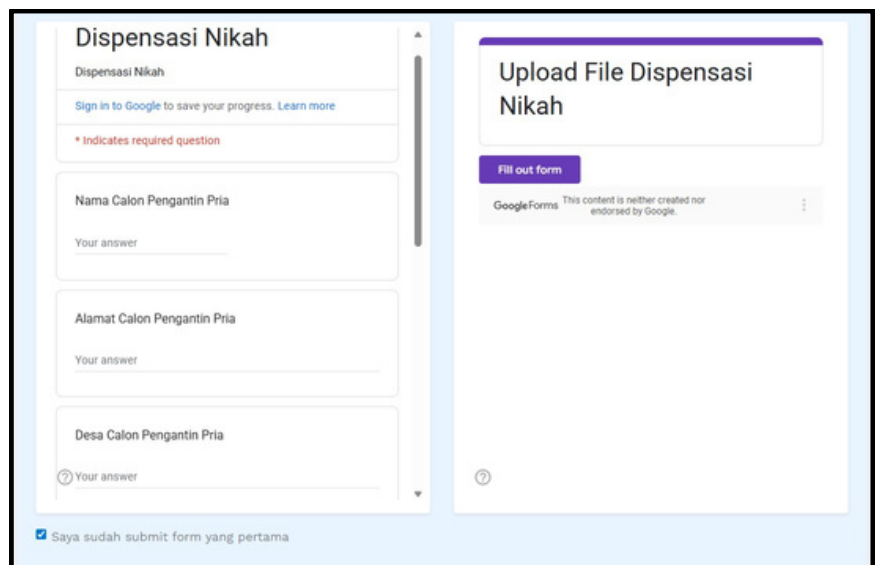 Dispensasi Nikah
Dispensasi Nikah
Sign in to Google to save your progress. Learn more
* Indicates required question
Nama Calon Pengantin Pria
Your answer
Alamat Calon Pengantin Pria
Your answer
Desa Calon Pengantin Pria
Your answer
Upload File Dispensasi
Nikah
Fill out form
Google Forms This content is neither created nor
endorsed by Google.
Saya sudah submit form yang pertama